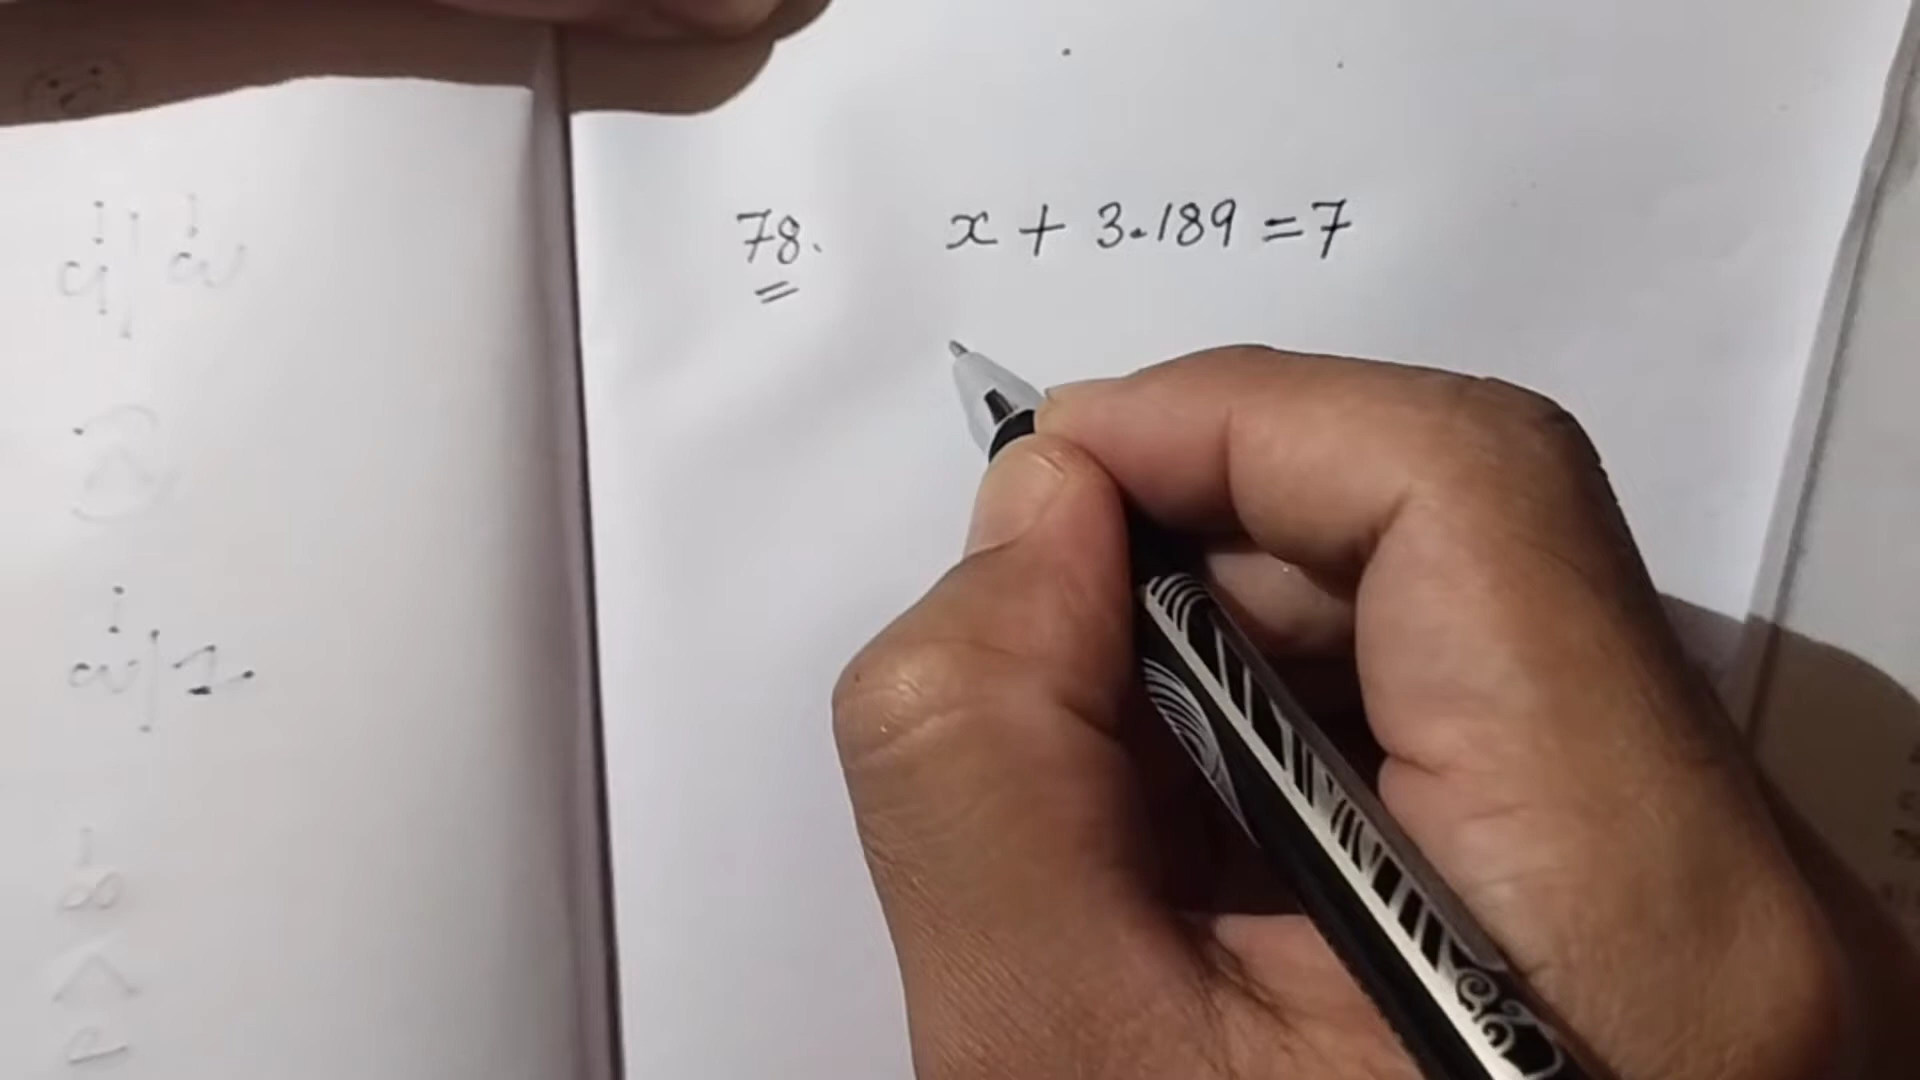 78. x + 3.189 = 7